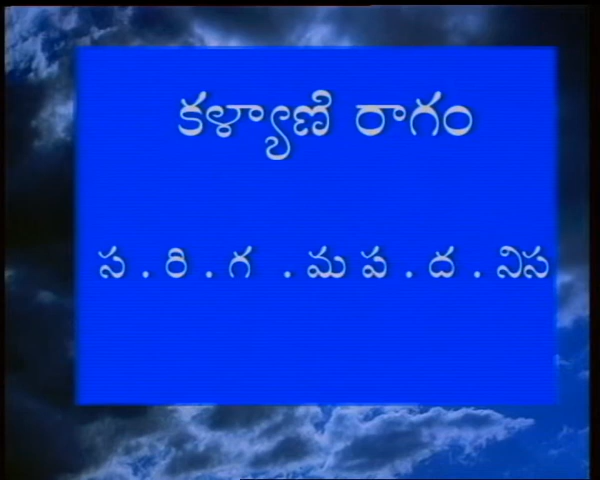 కళ్యాణి రాగం
స . రి . గ . మ ప . ద . నిస